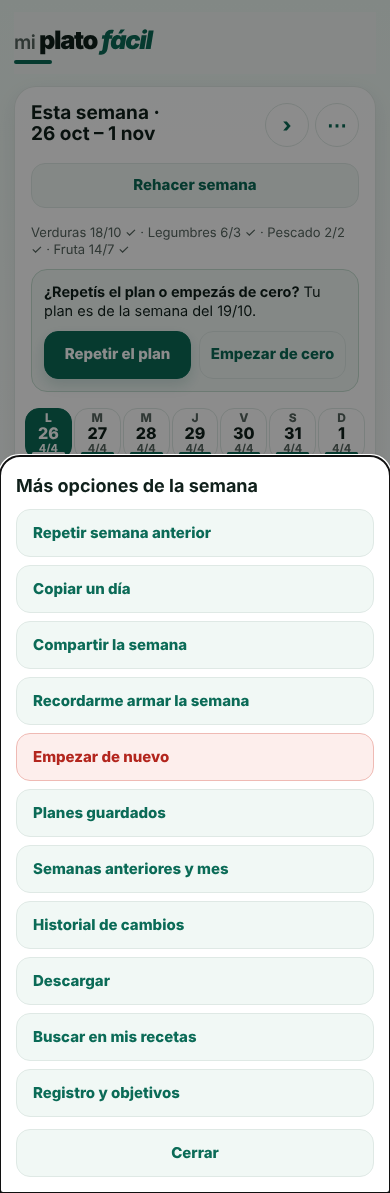 mi plato fácil
Esta semana ·
26 oct – 1 nov
›
···
Rehacer semana
Verduras 18/10 ✓ · Legumbres 6/3 ✓ · Pescado 2/2
✓ · Fruta 14/7 ✓
¿Repetís el plan o empezás de cero? Tu
plan es de la semana del 19/10.
Repetir el plan
Empezar de cero
L M M J V S D
26 27 28 29 30 31 1
4/4 4/4 4/4 4/4 4/4 4/4 4/4
Más opciones de la semana
Repetir semana anterior
Copiar un día
Compartir la semana
Recordarme armar la semana
Empezar de nuevo
Planes guardados
Semanas anteriores y mes
Historial de cambios
Descargar
Buscar en mis recetas
Registro y objetivos
Cerrar